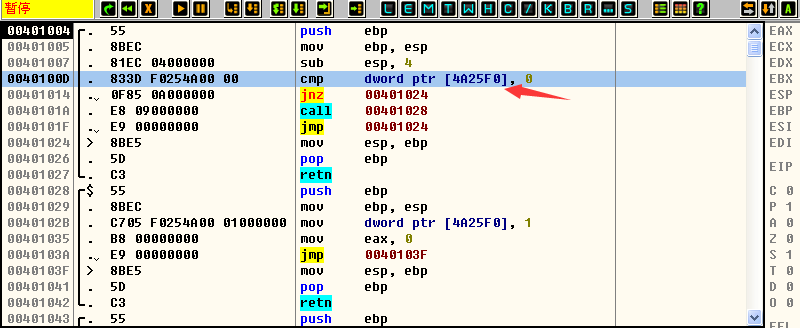 暂停 L E M T W H C / K B R ... S
00401004 . 55 push ebp EAX
00401005 . 8BEC mov ebp, esp ECX
00401007 . 81EC 04000000 sub esp, 4 EDX
0040100D . 833D F0254A00 00 cmp dword ptr [4A25F0], 0 EBX
00401014 . 0F85 0A000000 jnz 00401024 ESP
0040101A . E8 09000000 call 00401028 EBP
0040101F . E9 00000000 jmp 00401024 ESI
00401024 > 8BE5 mov esp, ebp EDI
00401026 . 5D pop ebp
00401027 . C3 retn EIP
00401028 $ 55 push ebp C 0
00401029 . 8BEC mov ebp, esp P 1
0040102B . C705 F0254A00 01000000 mov dword ptr [4A25F0], 1 A 0
00401035 . B8 00000000 mov eax, 0 Z 0
0040103A . E9 00000000 jmp 0040103F S 1
0040103F > 8BE5 mov esp, ebp T 0
00401041 . 5D pop ebp D 0
00401042 . C3 retn O 0
00401043 . 55 push ebp